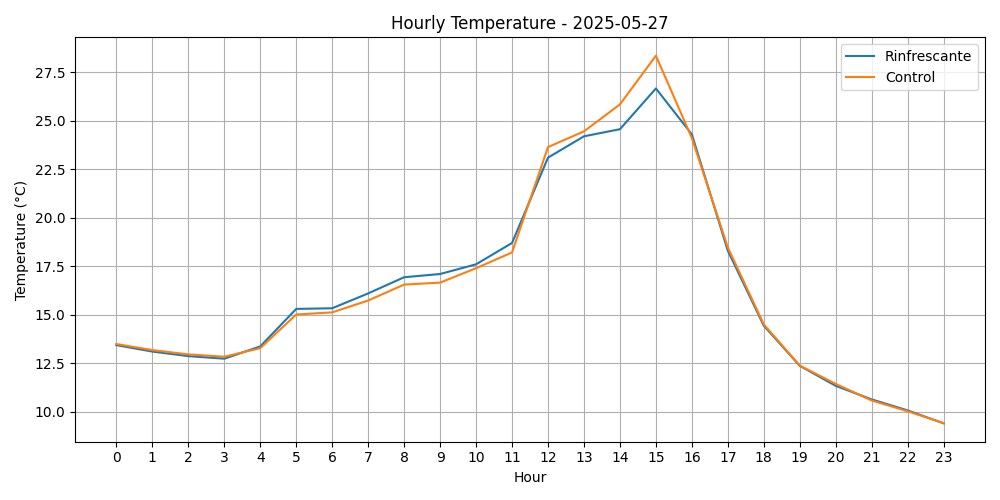 Hourly Temperature - 2025-05-27
Rinfrescante
Control
Temperature (°C)
27.5
25.0
22.5
20.0
17.5
15.0
12.5
10.0
0 1 2 3 4 5 6 7 8 9 10 11 12 13 14 15 16 17 18 19 20 21 22 23
Hour